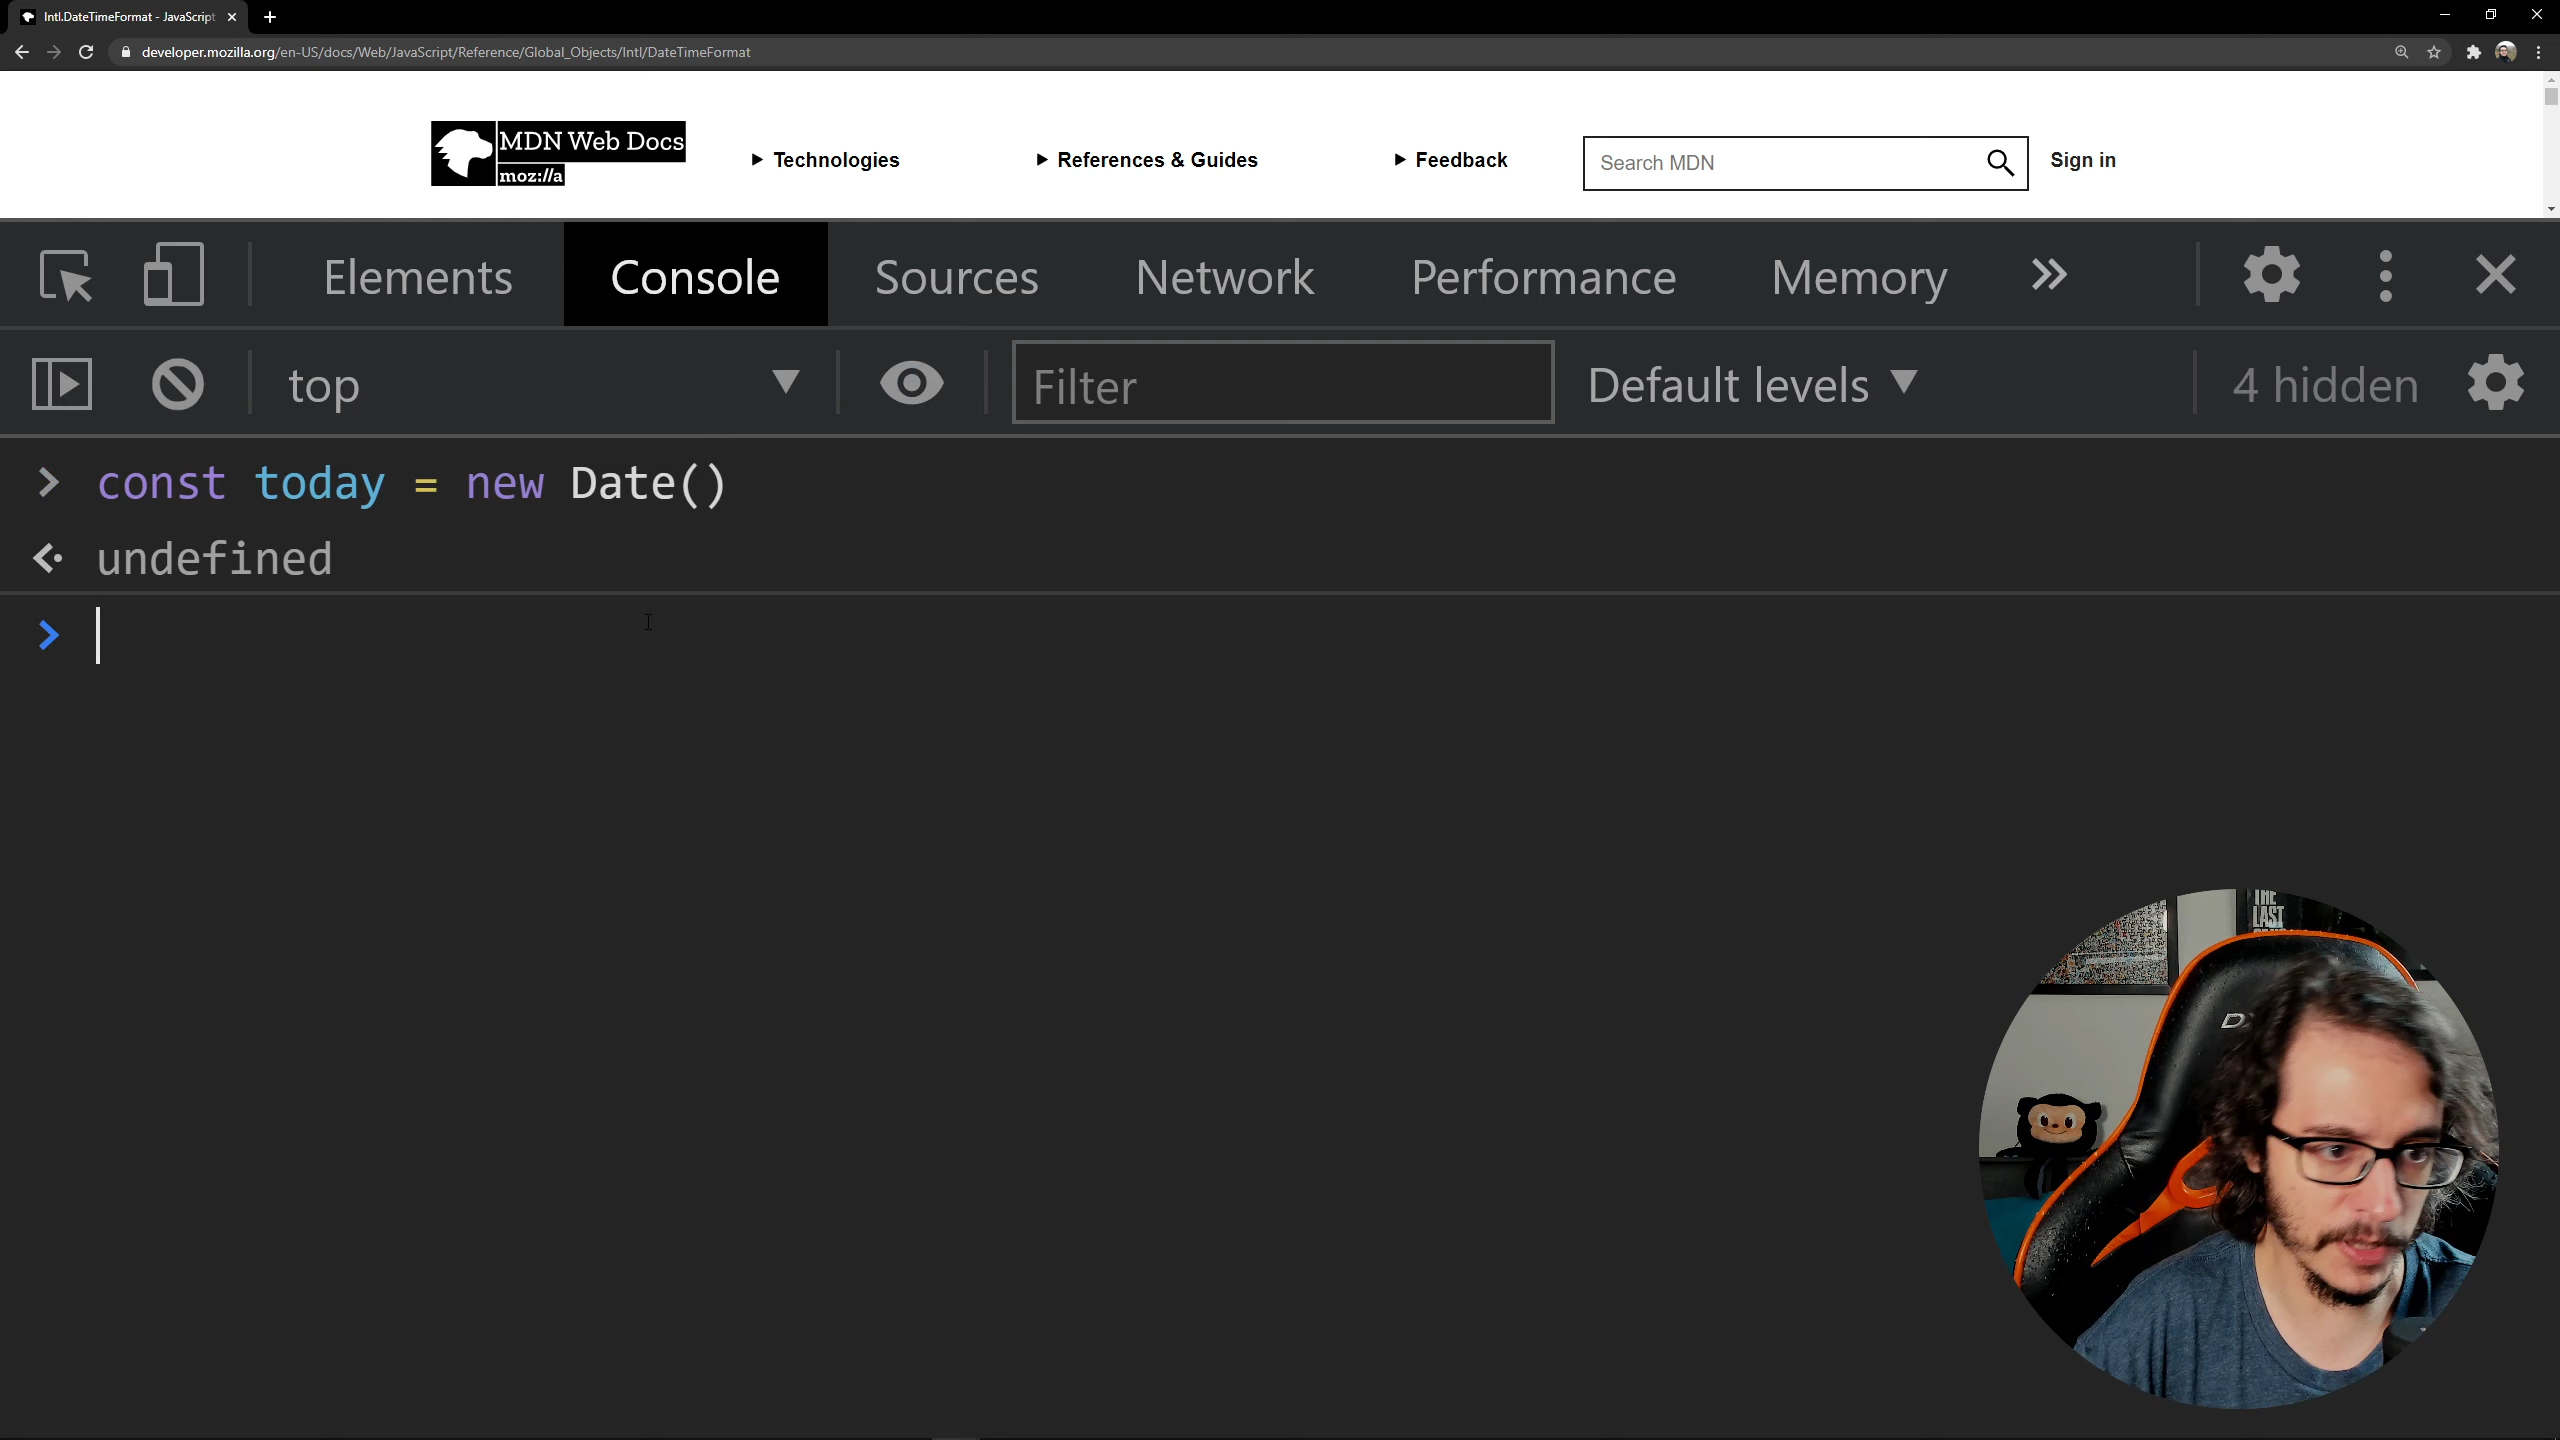 Intl.DateTimeFormat - JavaScript
developer.mozilla.org/en-US/docs/Web/JavaScript/Reference/Global_Objects/Intl/DateTimeFormat
MDN Web Docs
moz://a
Technologies
References & Guides
Feedback
Search MDN
Sign in
Elements
Console
Sources
Network
Performance
Memory
top
Filter
Default levels
4 hidden
const today = new Date()
undefined
THE
LAST